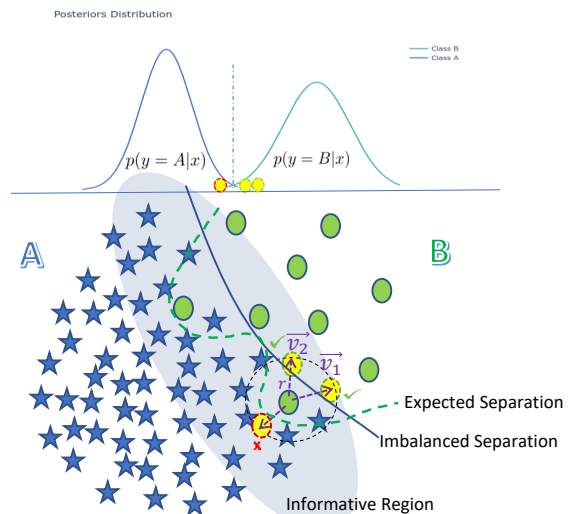 Posteriors Distribution
Class B
Class A
p(y = A|x)
p(y = B|x)
A
B
v₂
v₁
r
x
Expected Separation
Imbalanced Separation
Informative Region